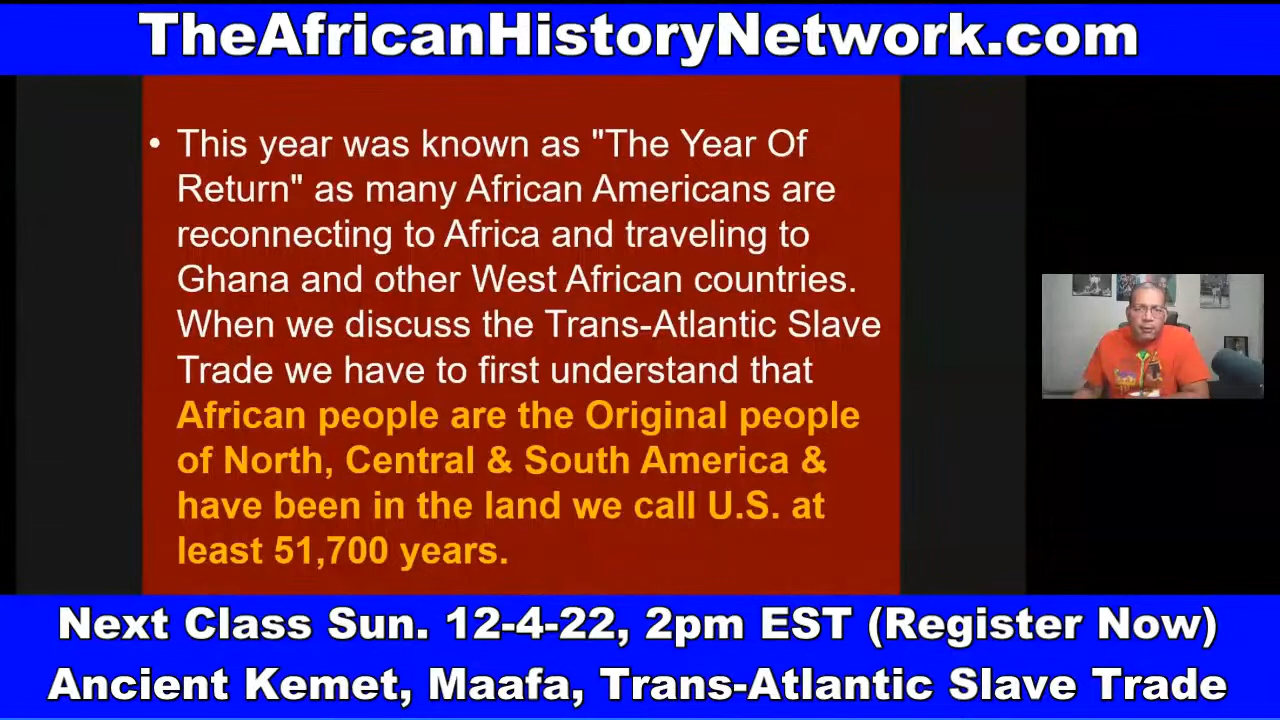 TheAfricanHistoryNetwork.com
• This year was known as "The Year Of
Return" as many African Americans are
reconnecting to Africa and traveling to
Ghana and other West African countries.
When we discuss the Trans-Atlantic Slave
Trade we have to first understand that
African people are the Original people
of North, Central & South America &
have been in the land we call U.S. at
least 51,700 years.
Next Class Sun. 12-4-22, 2pm EST (Register Now)
Ancient Kemet, Maafa, Trans-Atlantic Slave Trade